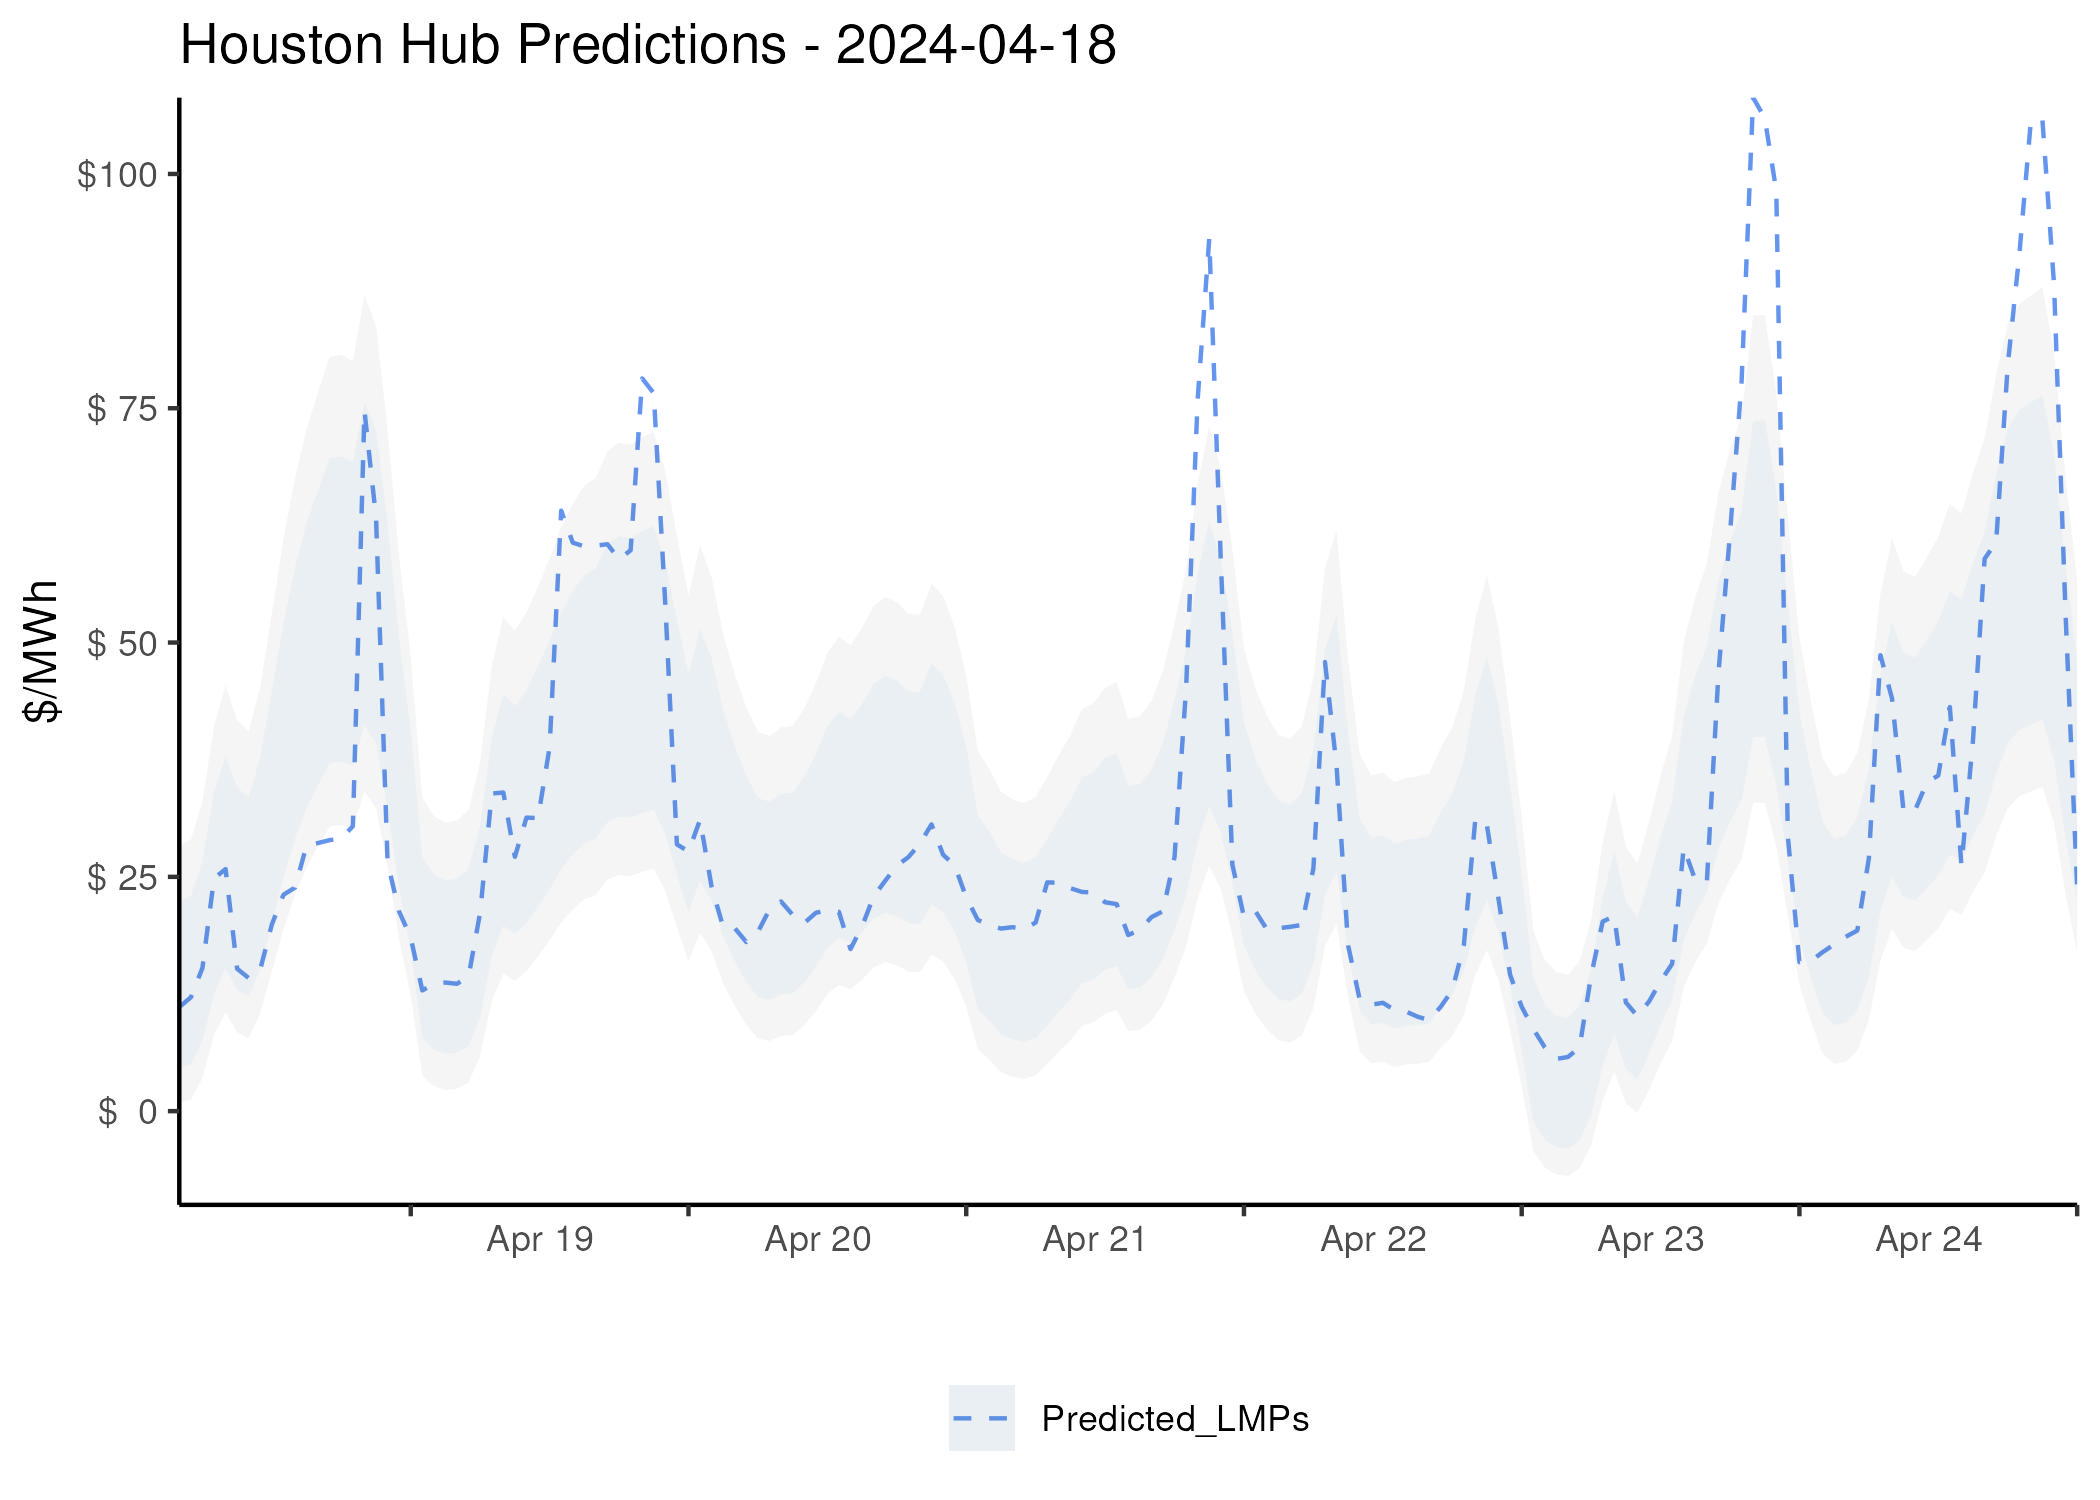 Houston Hub Predictions - 2024-04-18
$100
$ 75
$ 50
$ 25
$ 0
$/MWh
Apr 19 Apr 20 Apr 21 Apr 22 Apr 23 Apr 24
Predicted_LMPs